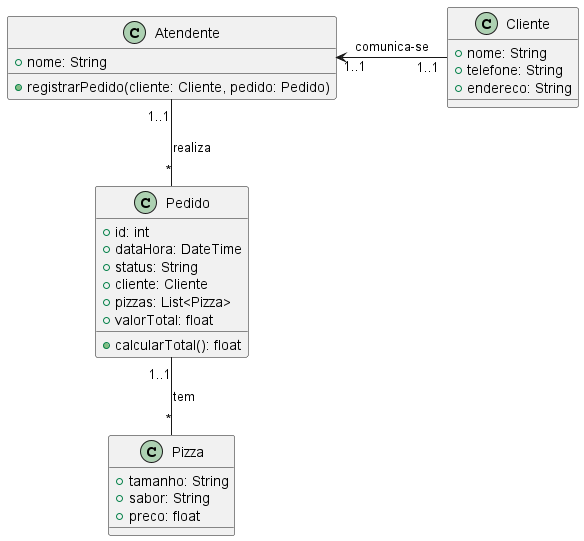 C Atendente
nome: String
registrarPedido(cliente: Cliente, pedido: Pedido)
comunica-se
1..1
1..1
C Cliente
nome: String
telefone: String
endereco: String
1..1
realiza
*
C Pedido
id: int
dataHora: DateTime
status: String
cliente: Cliente
pizzas: List<Pizza>
valorTotal: float
calcularTotal(): float
1..1
tem
*
C Pizza
tamanho: String
sabor: String
preco: float